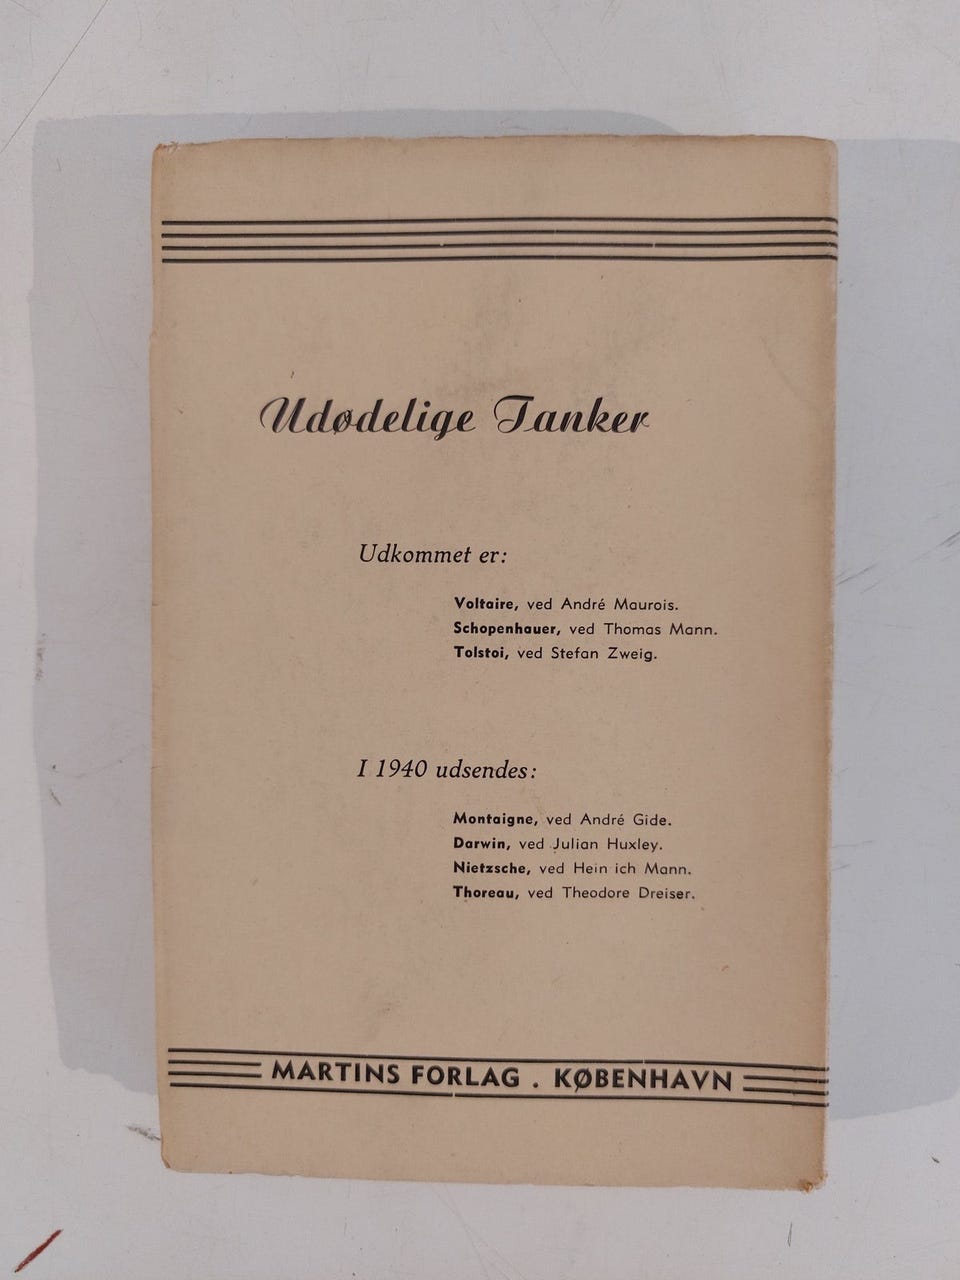 Udødelige Tanker
Udkommet er:
Voltaire, ved André Maurois.
Schopenhauer, ved Thomas Mann.
Tolstoi, ved Stefan Zweig.
I 1940 udsendes:
Montaigne, ved André Gide.
Darwin, ved Julian Huxley.
Nietzsche, ved Hein ich Mann.
Thoreau, ved Theodore Dreiser.
MARTINS FORLAG . KØBENHAVN